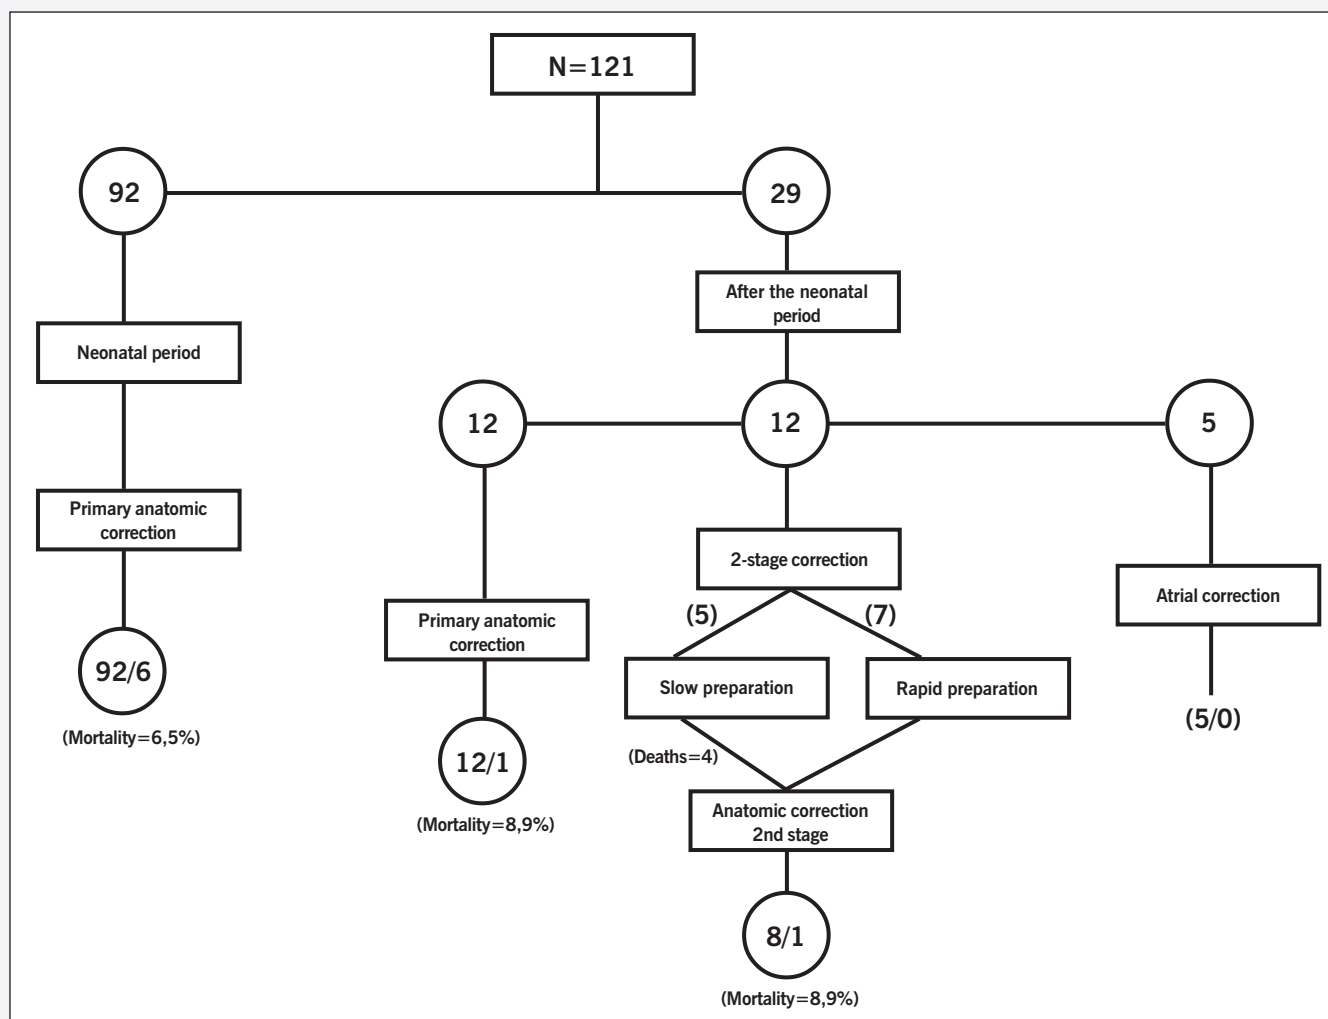 N=121
92
29
After the neonatal
period
Neonatal period
12
12
5
Primary anatomic
correction
2-stage correction
Atrial correction
(5)
(7)
Primary anatomic
correction
92/6
Slow preparation
Rapid preparation
(5/0)
(Mortality=6,5%)
12/1
(Deaths=4)
Anatomic correction
2nd stage
(Mortality=8,9%)
8/1
(Mortality=8,9%)